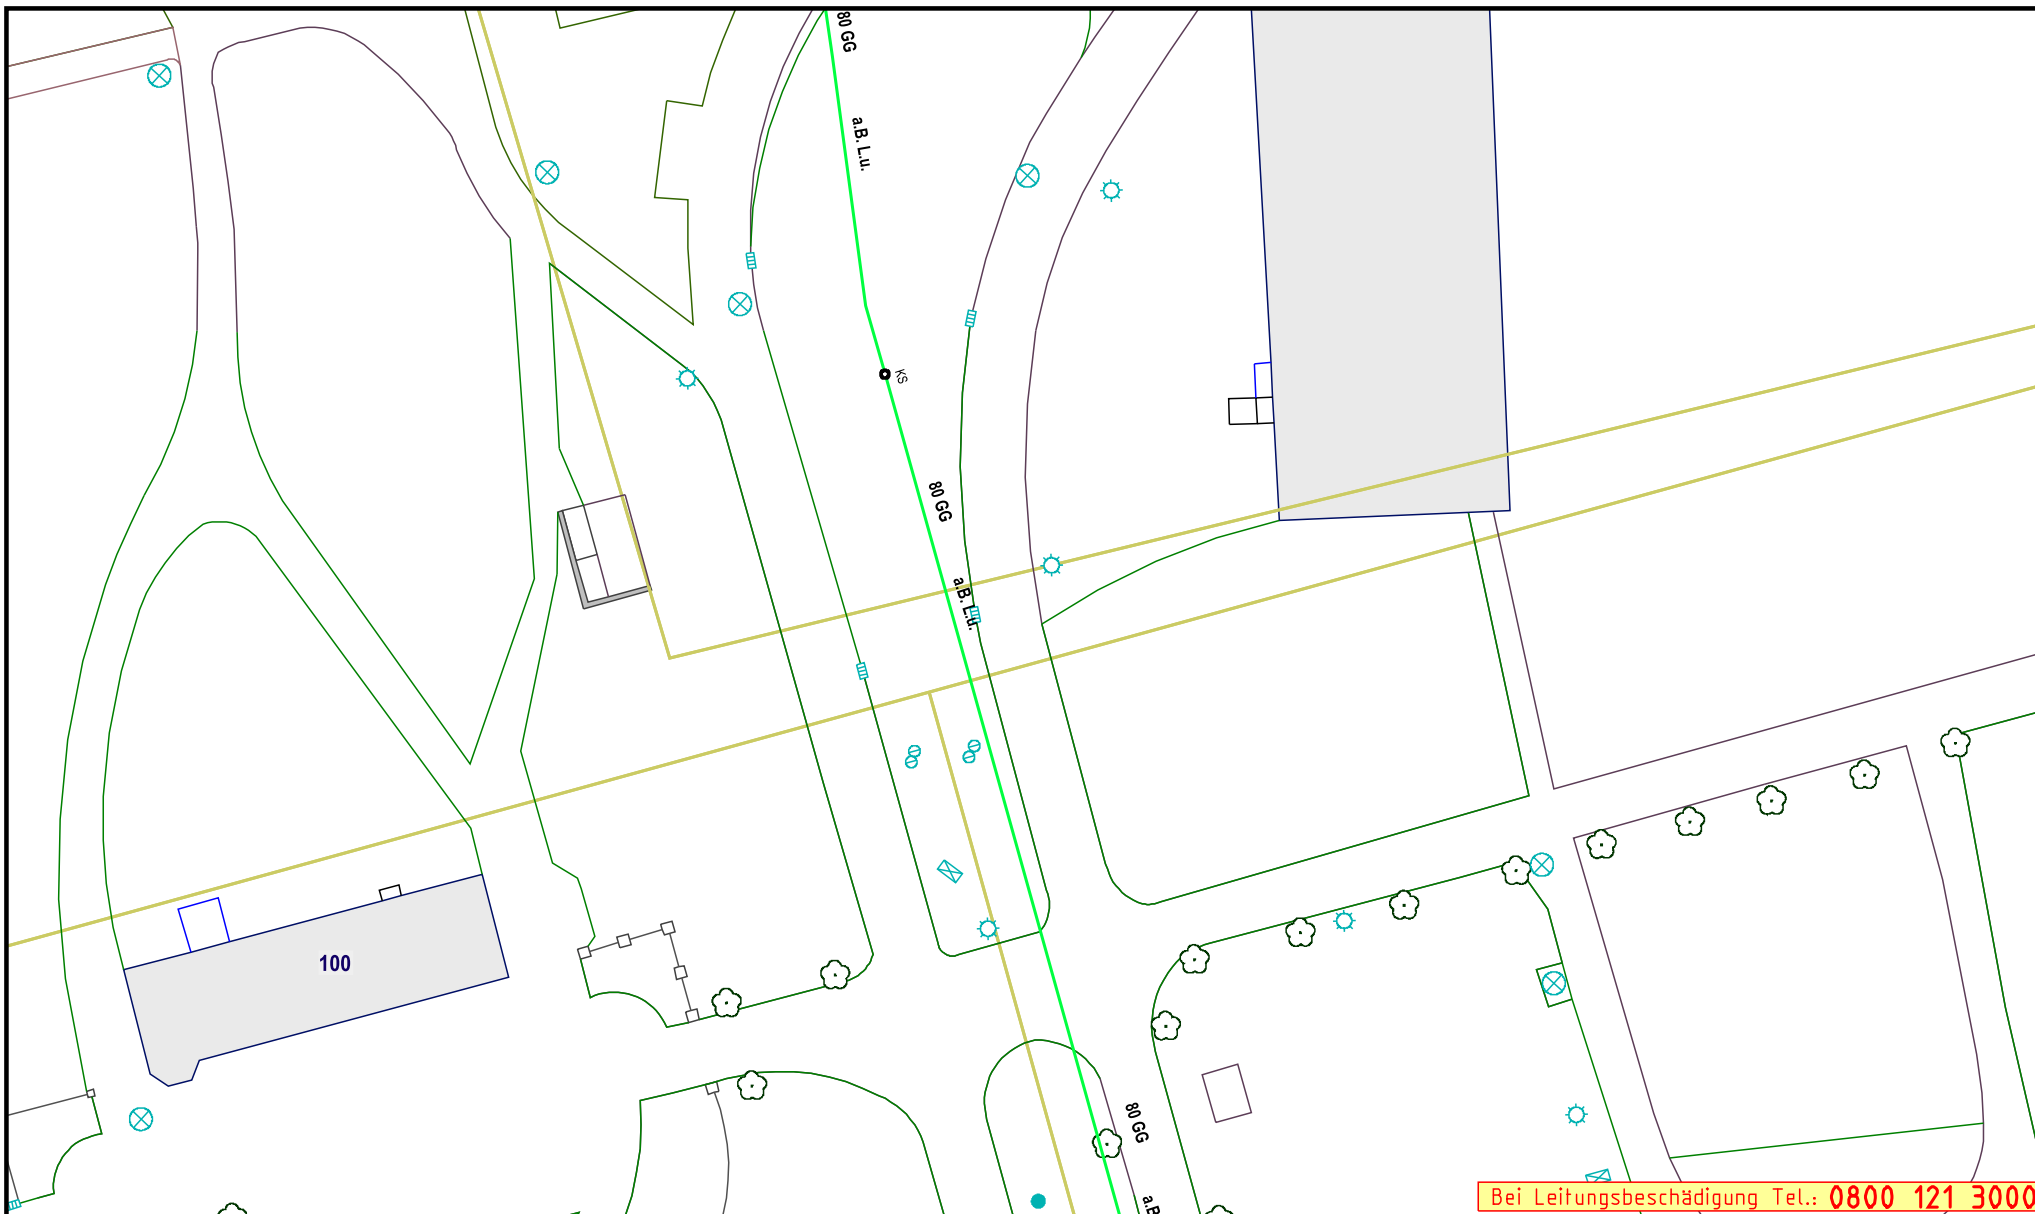 80 GG
a.B. L.u.
KS
80 GG
a.B. L.u.
100
80 GG
a.B
Bei Leitungsbeschädigung Tel.: 0800 121 3000